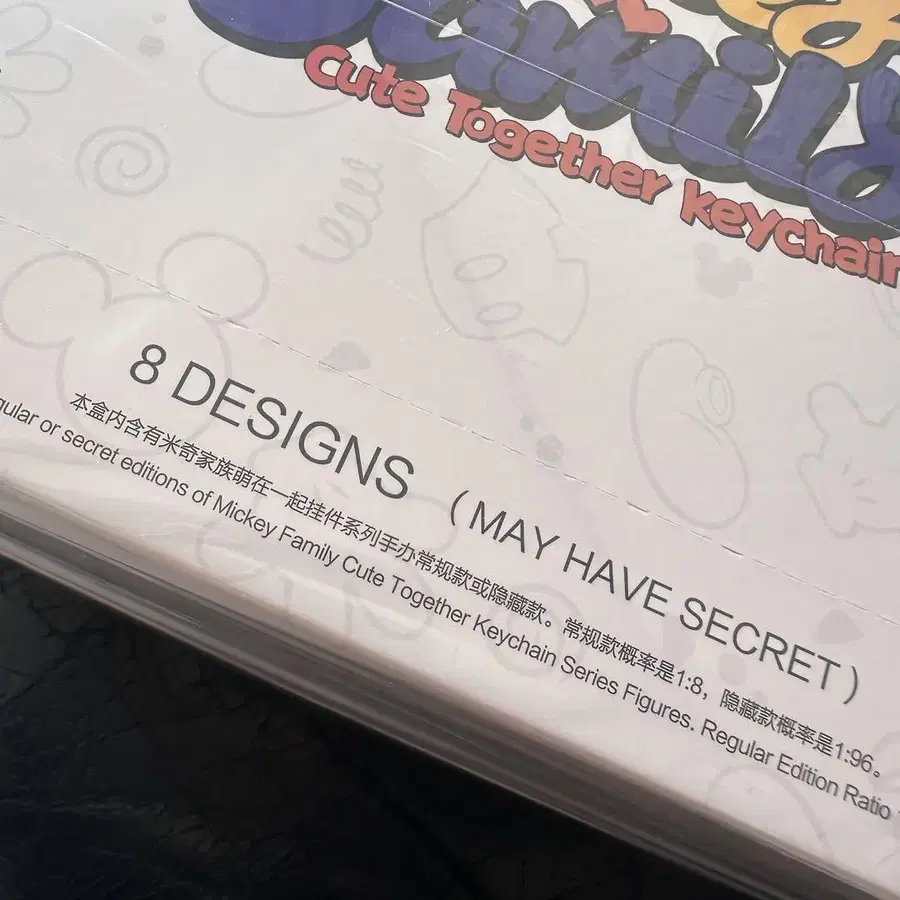 Family
Cute Together Keychain
8 DESIGNS （MAY HAVE SECRET）
本盒内含有米奇家族萌在一起挂件系列手办常规款或隐藏款。常规款概率是1:8，隐藏款概率是1:96。
or secret editions of Mickey Family Cute Together Keychain Series Figures. Regular Edition Ratio